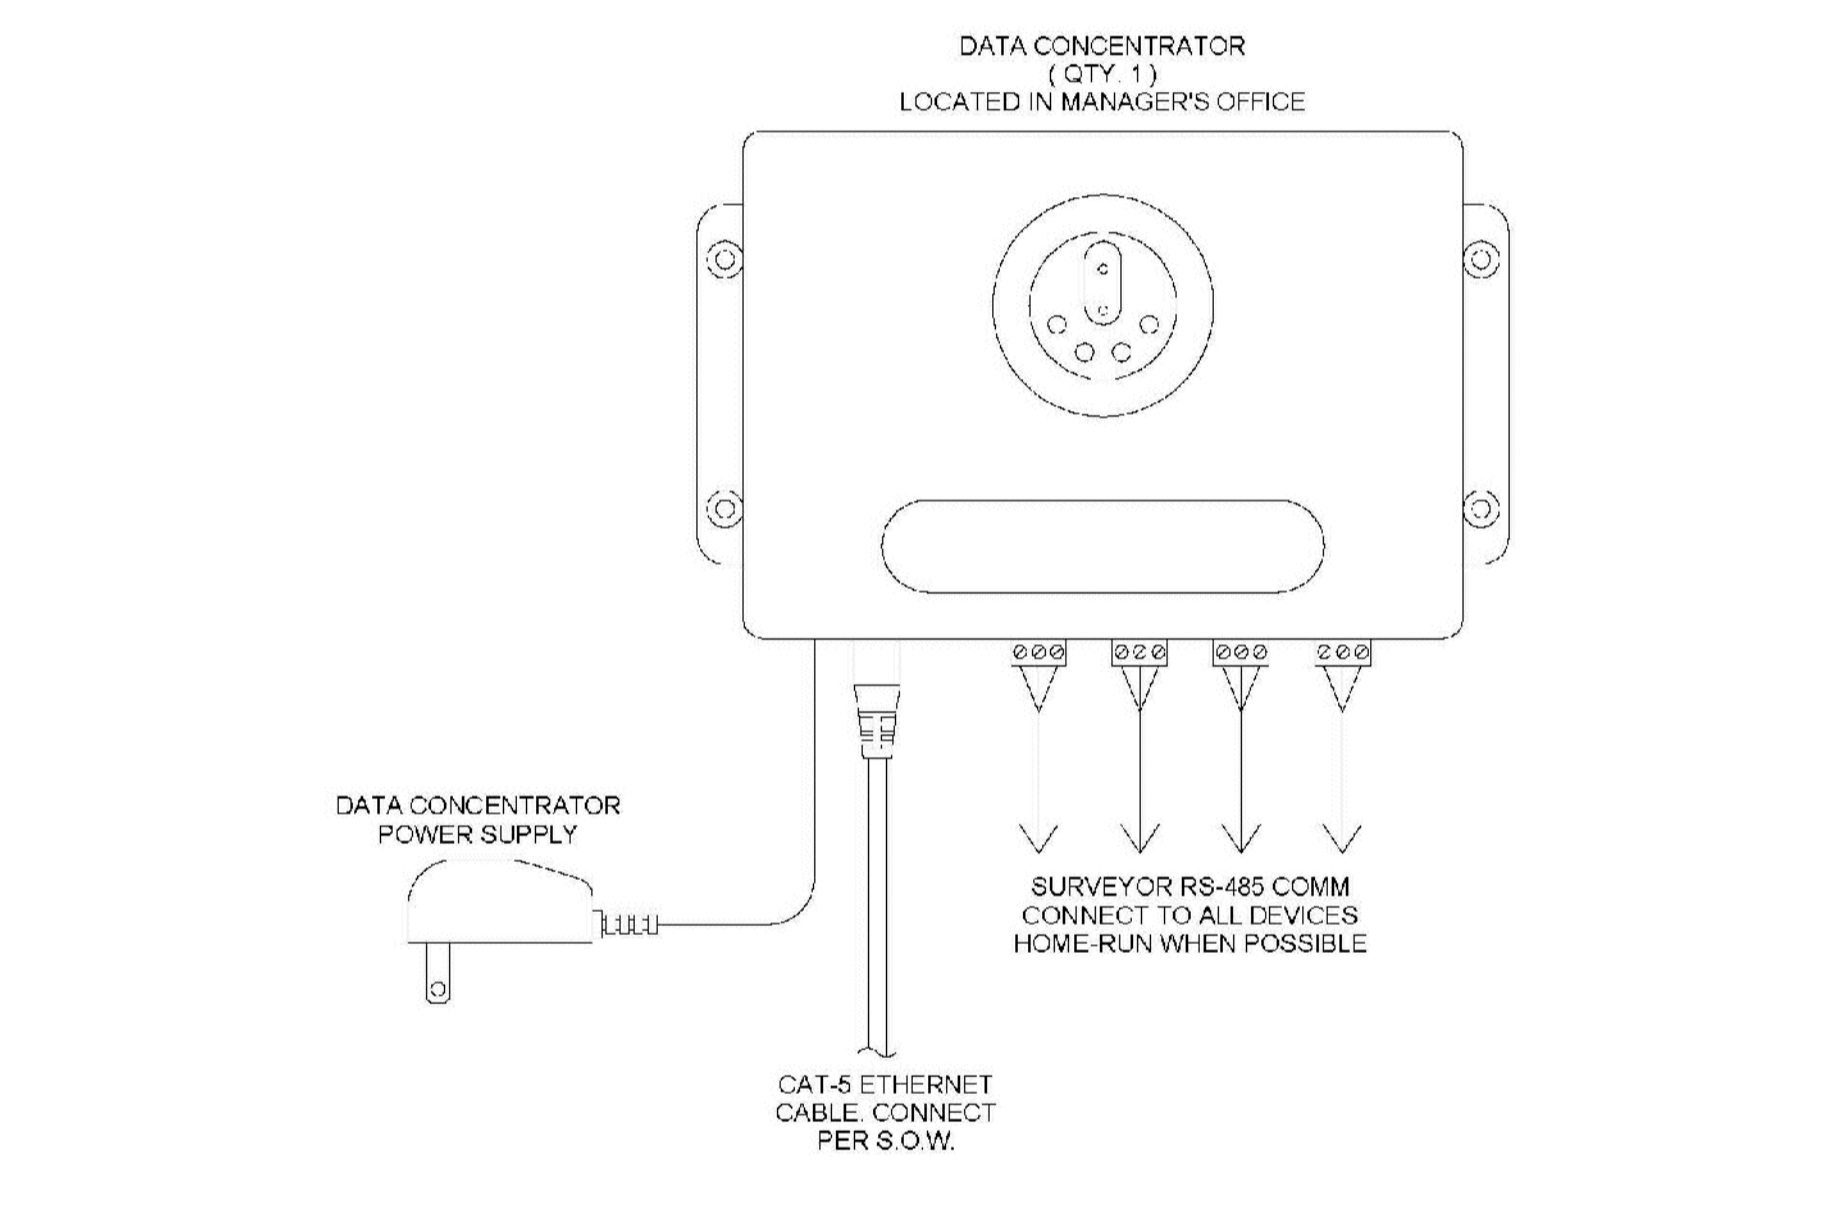 DATA CONCENTRATOR
( QTY. 1 )
LOCATED IN MANAGER'S OFFICE
DATA CONCENTRATOR
POWER SUPPLY
SURVEYOR RS-485 COMM
CONNECT TO ALL DEVICES
HOME-RUN WHEN POSSIBLE
CAT-5 ETHERNET
CABLE. CONNECT
PER S.O.W.